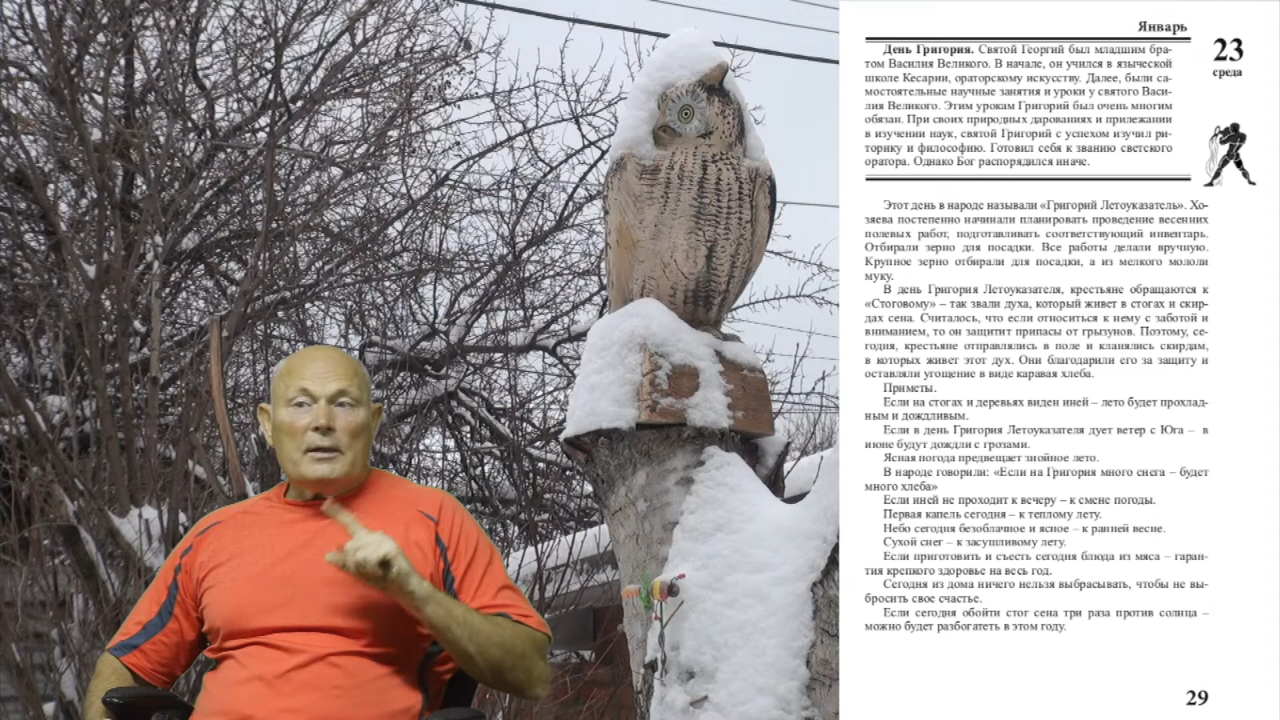 Январь
23
среда
День Григория. Святой Георгий был младшим бра-
том Василия Великого. В начале, он учился в языческой
школе Кесарии, ораторскому искусству. Далее, были са-
мостоятельные научные занятия и уроки у святого Васи-
лия Великого. Этим урокам Григорий был очень многим
обязан. При своих природных дарованиях и прилежании
в изучении наук, святой Григорий с успехом изучил ри-
торику и философию. Готовил себя к званию светского
оратора. Однако Бог распорядился иначе.
Этот день в народе называли «Григорий Летоуказатель». Хо-
зяева постепенно начинали планировать проведение весенних
полевых работ, подготавливать соответствующий инвентарь.
Отбирали зерно для посадки. Все работы делали вручную.
Крупное зерно отбирали для посадки, а из мелкого мололи
муку.
В день Григория Летоуказателя, крестьяне обращаются к
«Стоговому» – так звали духа, который живет в стогах и скир-
дах сена. Считалось, что если относиться к нему с заботой и
вниманием, то он защитит припасы от грызунов. Поэтому, се-
годня, крестьяне отправлялись в поле и кланялись скирдам,
в которых живет этот дух. Они благодарили его за защиту и
оставляли угощение в виде каравая хлеба.
Приметы.
Если на стогах и деревьях виден иней – лето будет прохлад-
ным и дождливым.
Если в день Григория Летоуказателя дует ветер с Юга – в
июне будут дожди с грозами.
Ясная погода предвещает знойное лето.
В народе говорили: «Если на Григория много снега – будет
много хлеба»
Если иней не проходит к вечеру – к смене погоды.
Первая капель сегодня – к теплому лету.
Небо сегодня безоблачное и ясное – к ранней весне.
Сухой снег – к засушливому лету.
Если приготовить и съесть сегодня блюда из мяса – гаран-
тия крепкого здоровье на весь год.
Сегодня из дома ничего нельзя выбрасывать, чтобы не вы-
бросить свое счастье.
Если сегодня обойти стог сена три раза против солнца –
можно будет разбогатеть в этом году.
29